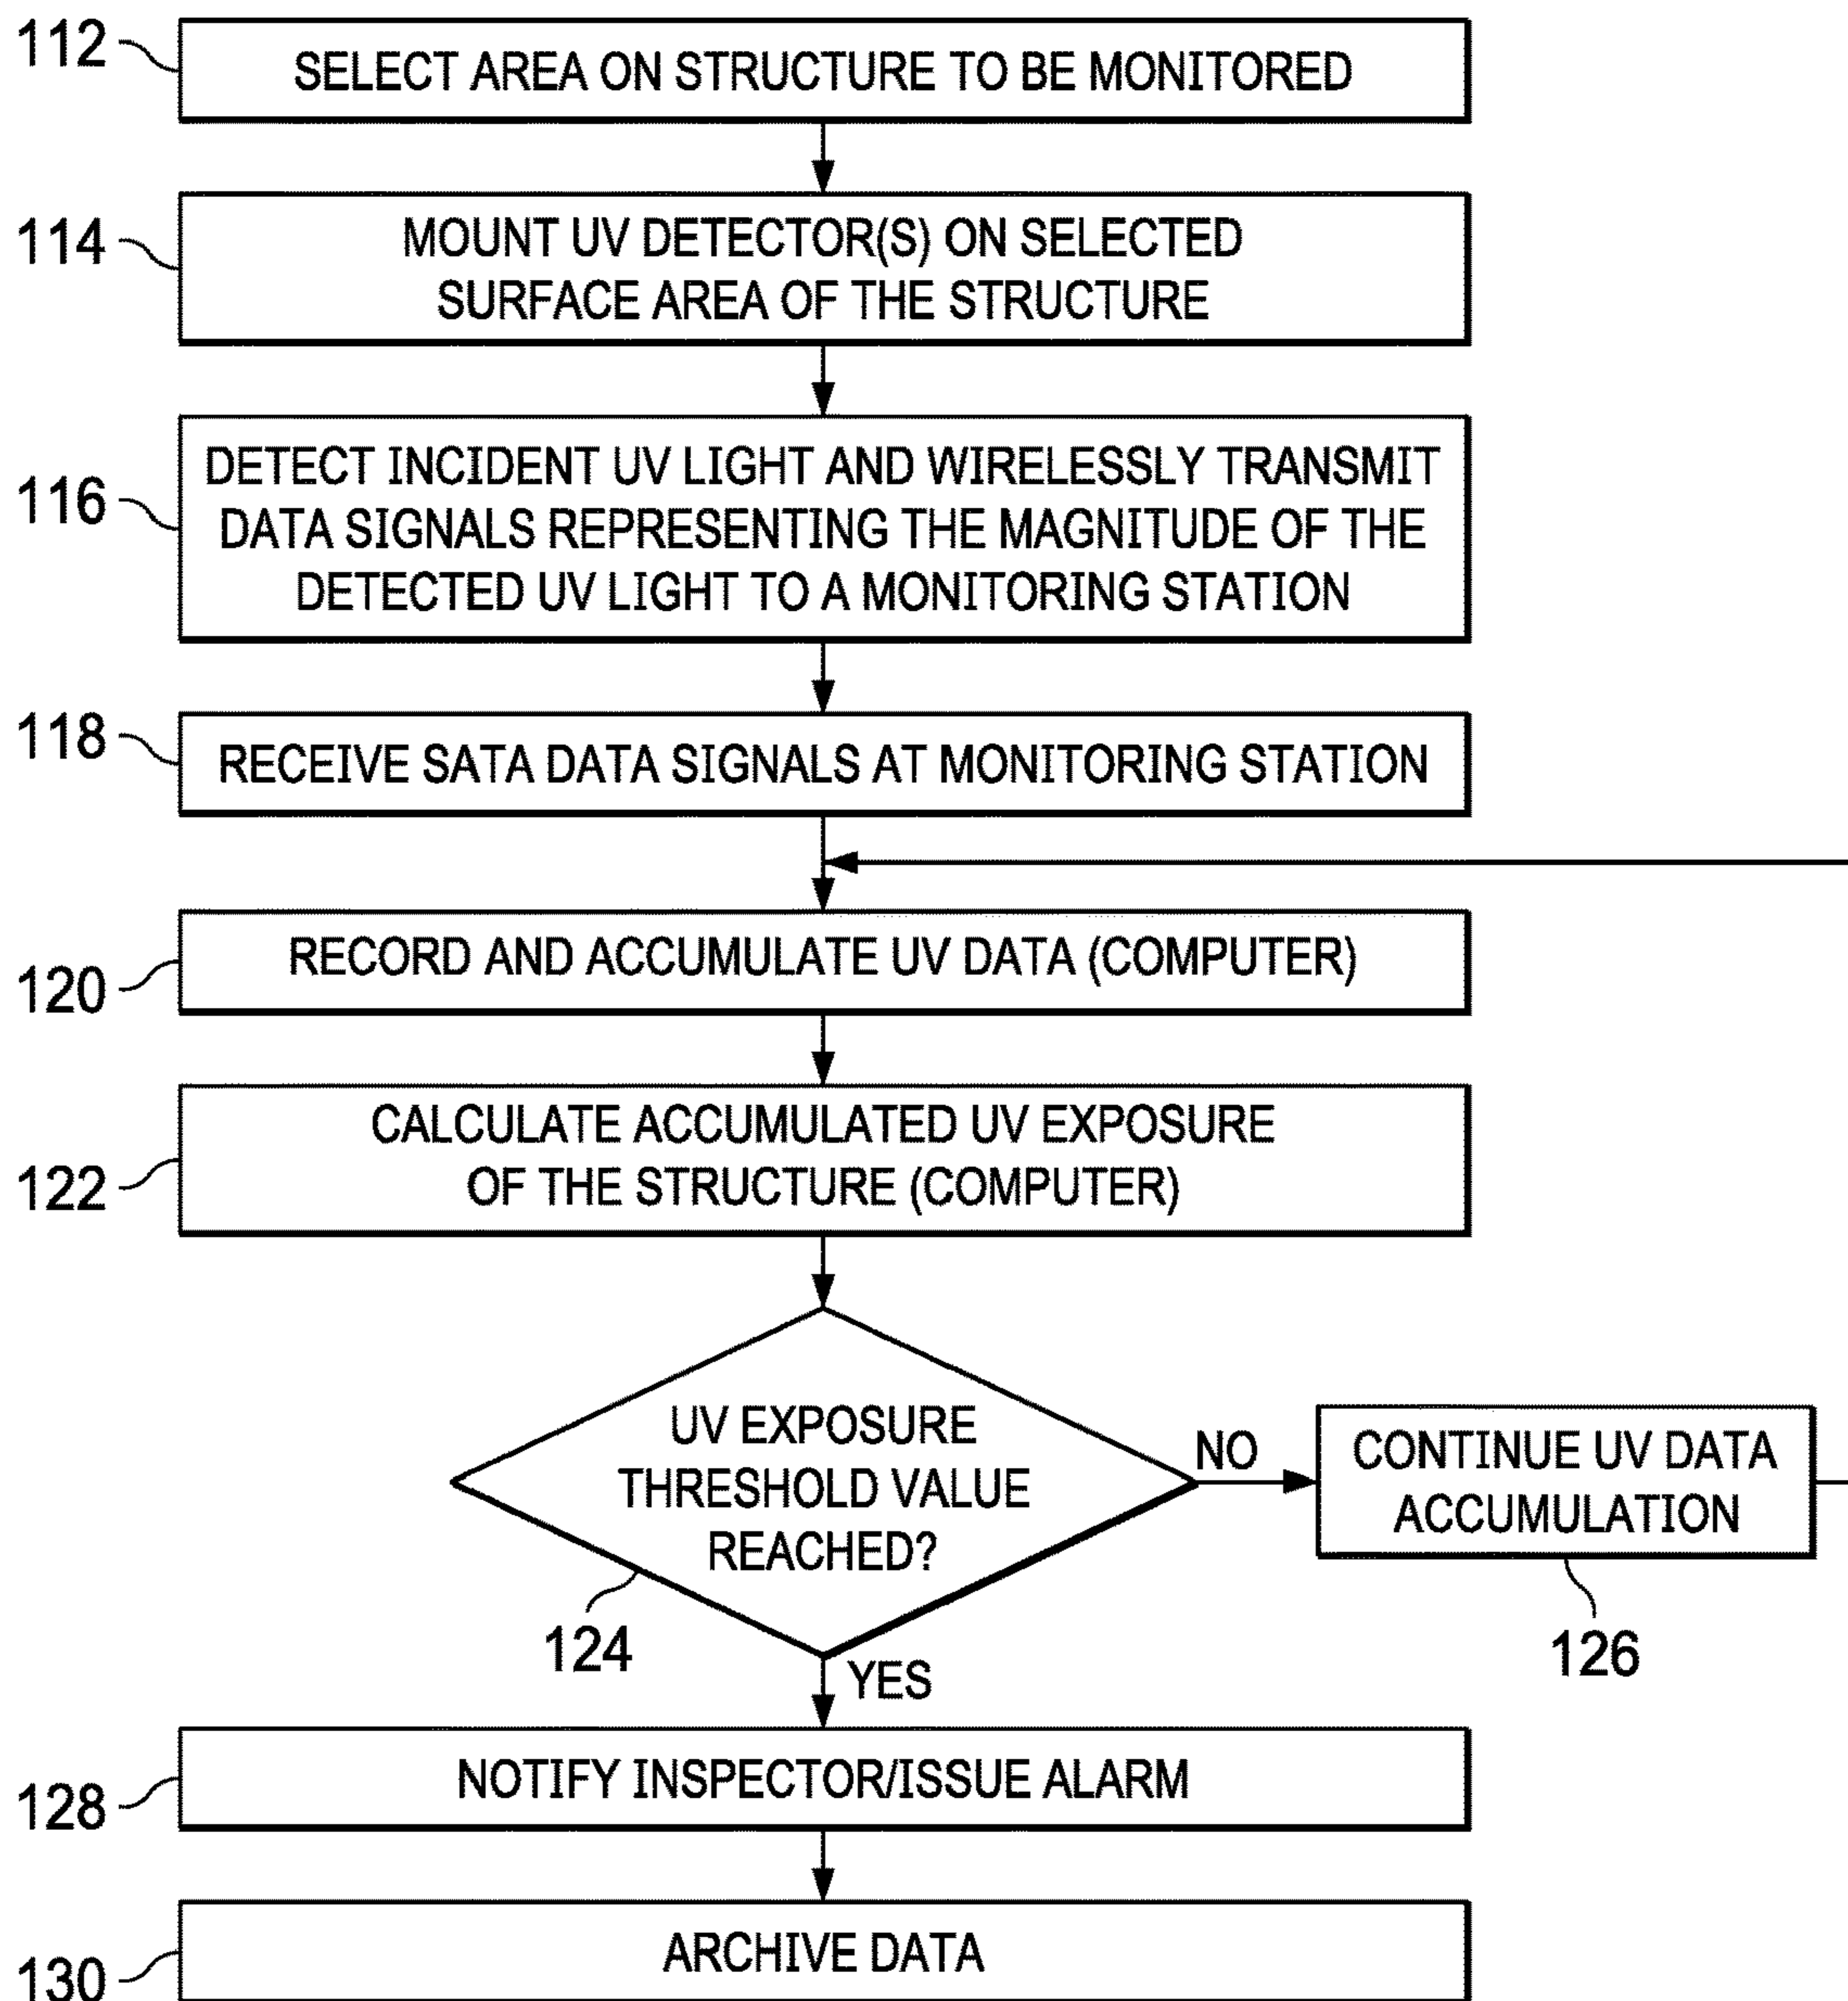 112
SELECT AREA ON STRUCTURE TO BE MONITORED
114
MOUNT UV DETECTOR(S) ON SELECTED
SURFACE AREA OF THE STRUCTURE
116
DETECT INCIDENT UV LIGHT AND WIRELESSLY TRANSMIT
DATA SIGNALS REPRESENTING THE MAGNITUDE OF THE
DETECTED UV LIGHT TO A MONITORING STATION
118
RECEIVE SATA DATA SIGNALS AT MONITORING STATION
120
RECORD AND ACCUMULATE UV DATA (COMPUTER)
122
CALCULATE ACCUMULATED UV EXPOSURE
OF THE STRUCTURE (COMPUTER)
UV EXPOSURE
THRESHOLD VALUE
REACHED?
124
NO
CONTINUE UV DATA
ACCUMULATION
126
YES
128
NOTIFY INSPECTOR/ISSUE ALARM
130
ARCHIVE DATA